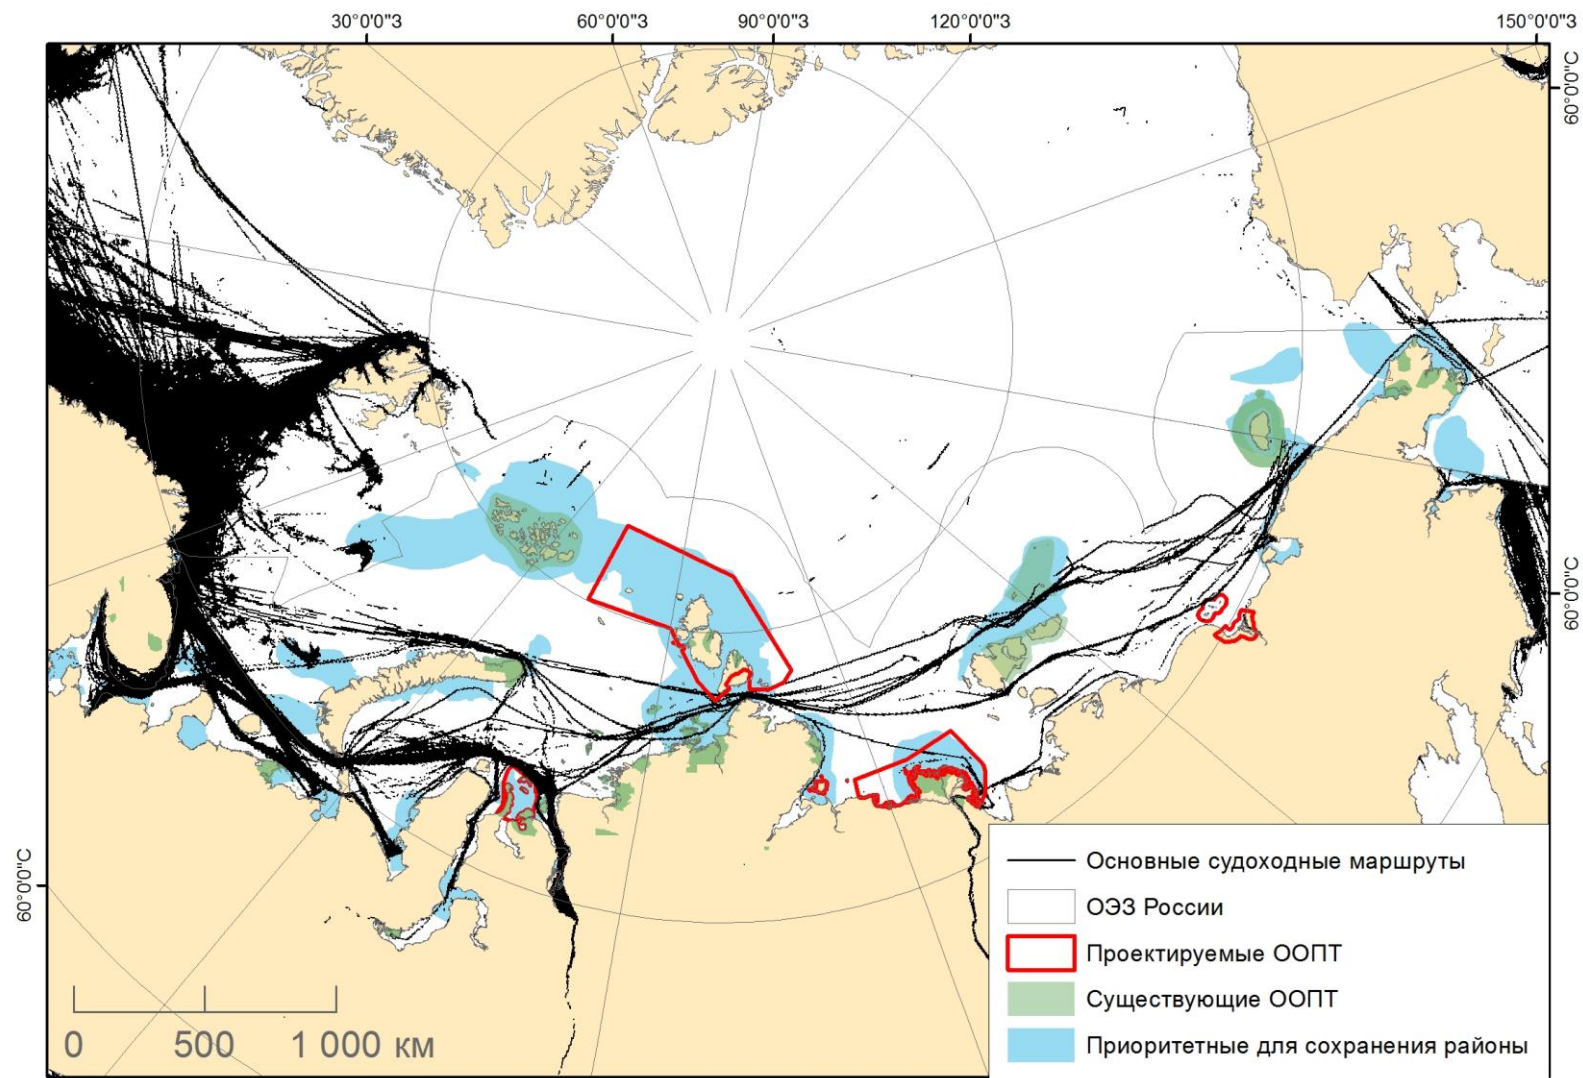 30°0'0"З 60°0'0"З 90°0'0"З 120°0'0"З 150°0'0"З
60°0'0"С
60°0'0"С
60°0'0"С
Основные судоходные маршруты
ОЭЗ России
Проектируемые ООПТ
Существующие ООПТ
Приоритетные для сохранения районы
0 500 1 000 км